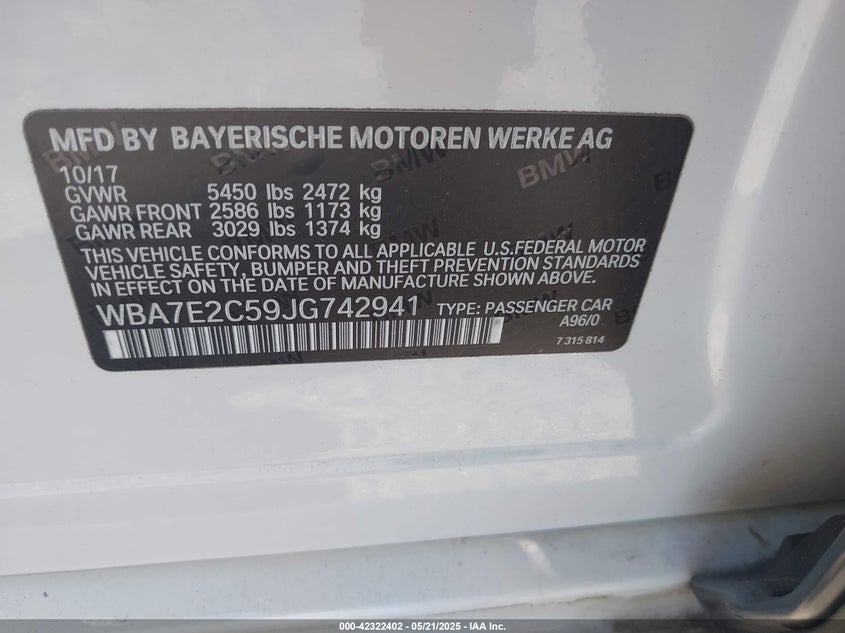 MFD BY BAYERISCHE MOTOREN WERKE AG
10/17
GVWR 5450 lbs 2472 kg
GAWR FRONT 2586 lbs 1173 kg
GAWR REAR 3029 lbs 1374 kg
THIS VEHICLE CONFORMS TO ALL APPLICABLE U.S.FEDERAL MOTOR
VEHICLE SAFETY, BUMPER AND THEFT PREVENTION STANDARDS
IN EFFECT ON THE DATE OF MANUFACTURE SHOWN ABOVE.
WBA7E2C59JG742941 TYPE: PASSENGER CAR
A96/0
7 315 814
000-42322402 - 05/21/2025 - IAA Inc.